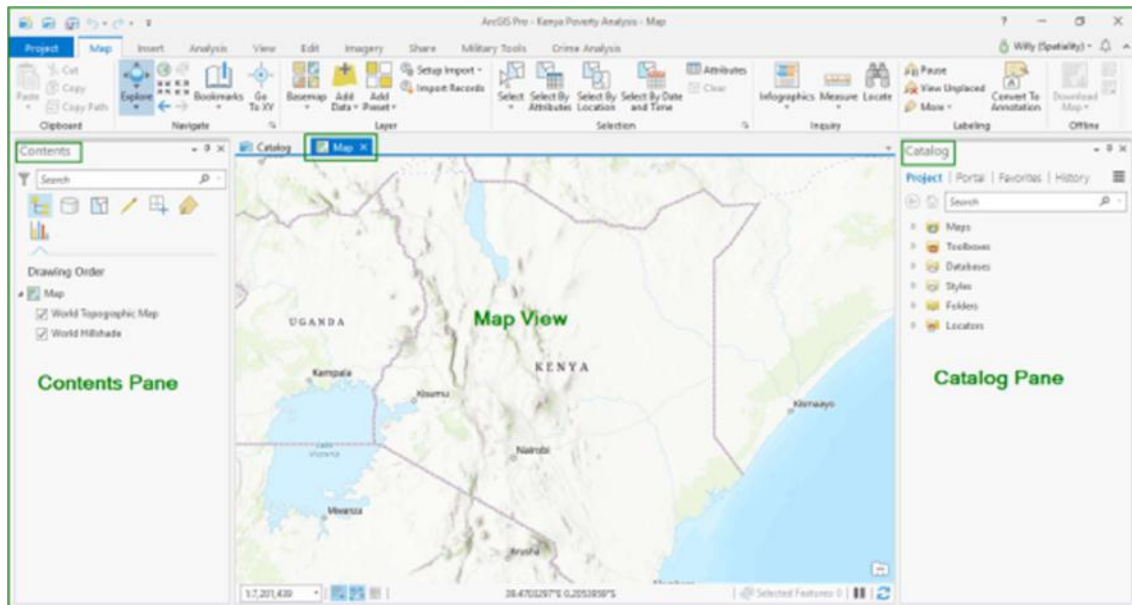 ArcGIS Pro - Kenya Poverty Analysis - Map
Willy (Spatiality)
Project Map Insert Analysis View Edit Imagery Share Military Tools Crime Analysis
Paste
Cut
Copy
Copy Path
Clipboard
Explore
Bookmarks
Go To XY
Navigate
Basemap
Add Data
Add Preset
Setup Import
Import Records
Layer
Select
Select By Attributes
Select By Location
Select By Date and Time
Attributes
Clear
Selection
Infographics
Measure
Locate
Inquiry
Pause
View Unplaced
More
Convert To Annotation
Labeling
Download Map
Offline
Contents
Search
Drawing Order
Map
World Topographic Map
World Hillshade
Contents Pane
Catalog
Map
UGANDA
Kampala
Kisumu
Map View
KENYA
Kismaayo
Nairobi
Lake Victoria
Mwanza
Arusha
1:7,201,439
Selected Features: 0
Catalog
Project | Portal | Favorites | History
Search
Maps
Toolboxes
Databases
Styles
Folders
Locators
Catalog Pane